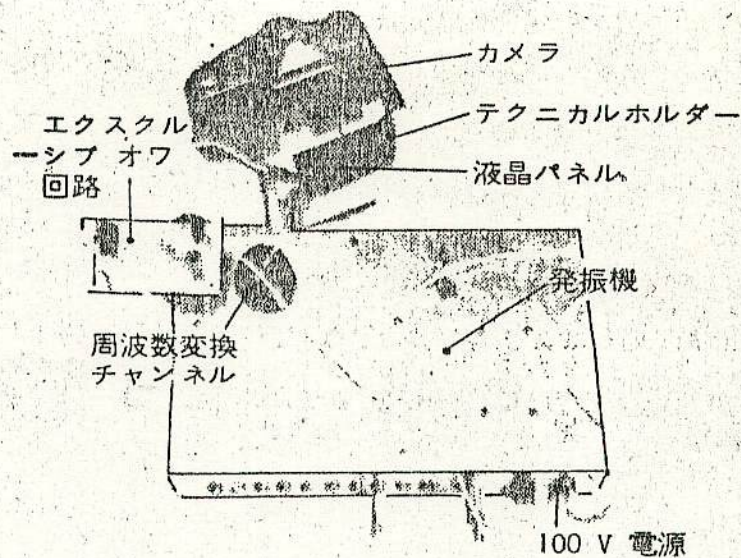 カメラ
テクニカルホルダー
液晶パネル
エクスクル
ーシブ オワ
回路
発振機
周波数変換
チャンネル
100 V 電源